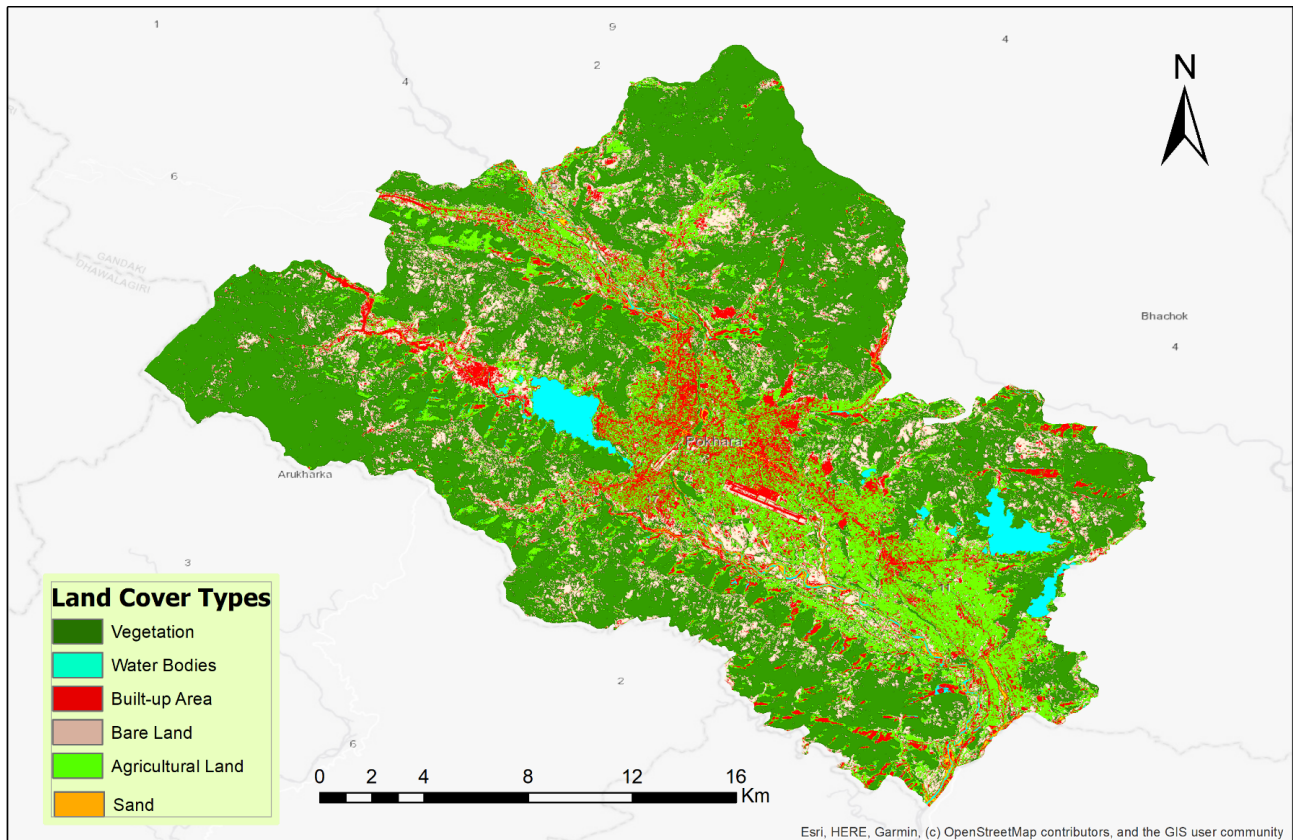 1
9
4
2
4
N
6
GANDAKI
DHAWALAGIRI
Bhachok
4
Pokhara
Arukharka
3
2
6
Land Cover Types
Vegetation
Water Bodies
Built-up Area
Bare Land
Agricultural Land
Sand
0 2 4 8 12 16
Km
Esri, HERE, Garmin, (c) OpenStreetMap contributors, and the GIS user community